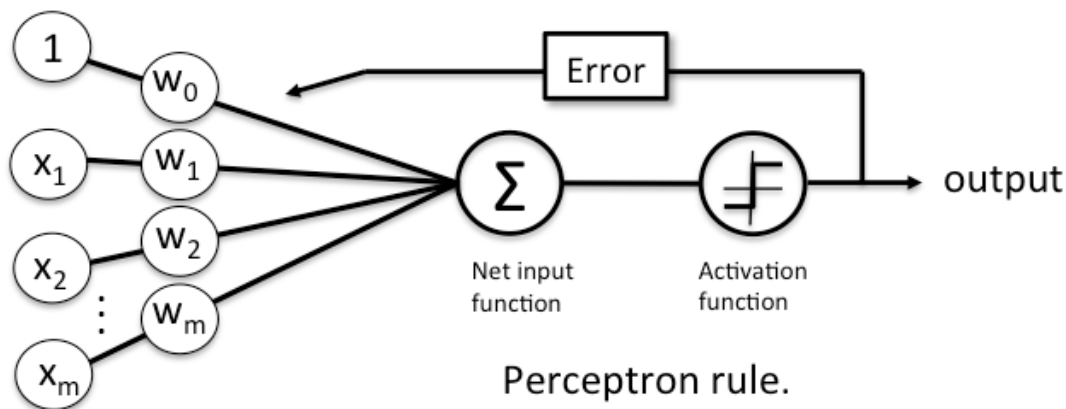 1
w0
Error
x1
w1
Σ
output
x2
w2
Net input
function
Activation
function
⋮
wm
xm
Perceptron rule.